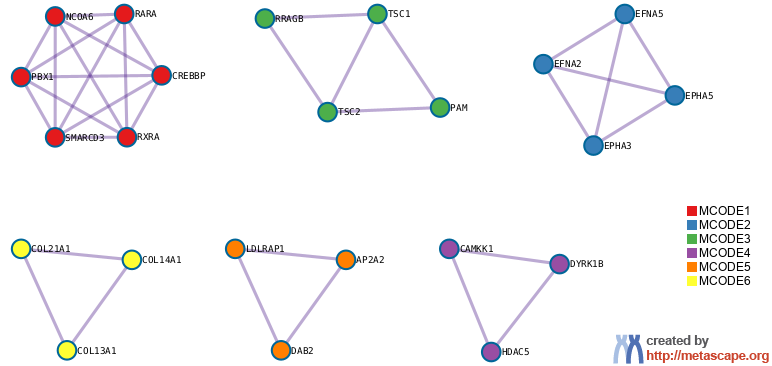 NCOA6
RARA
PBX1
CREBBP
SMARCD3
RXRA
RRAGB
TSC1
TSC2
PAM
EFNA5
EFNA2
EPHA5
EPHA3
COL21A1
COL14A1
COL13A1
LDLRAP1
AP2A2
DAB2
CAMKK1
DYRK1B
HDAC5
MCODE1
MCODE2
MCODE3
MCODE4
MCODE5
MCODE6
created by
http://metascape.org